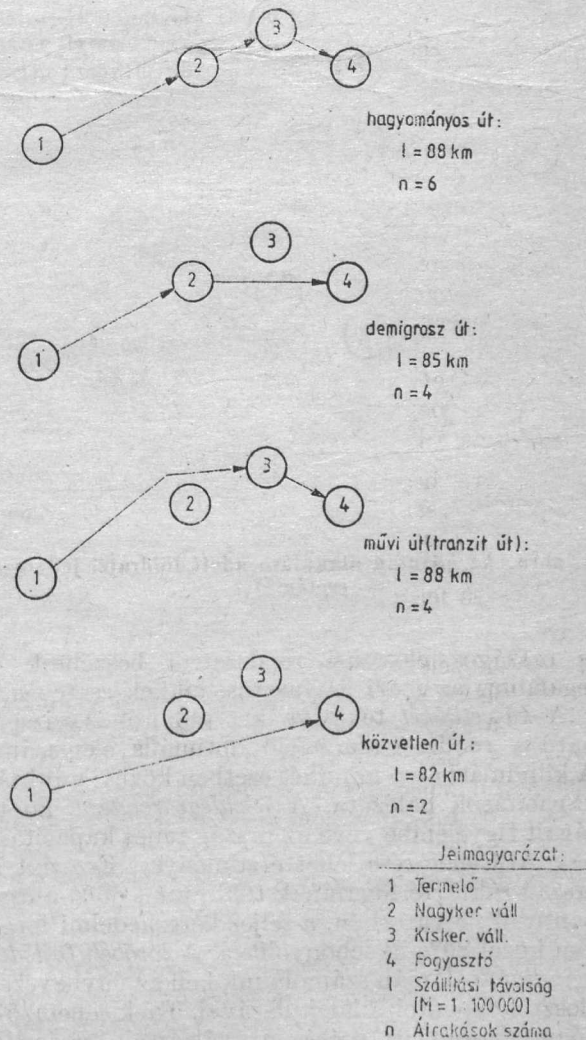 3
2
4
1
hagyományos út:
l = 88 km
n = 6
3
2
4
1
demigrosz út:
l = 85 km
n = 4
3
2
4
1
művi út(tranzit út):
l = 88 km
n = 4
3
2
4
1
közvetlen út:
l = 82 km
n = 2
Jelmagyarázat:
1 Termelő
2 Nagyker váll
3 Kisker. váll.
4 Fogyasztó
l Szállítási távolság
[M = 1:100 000]
n Átrakások száma